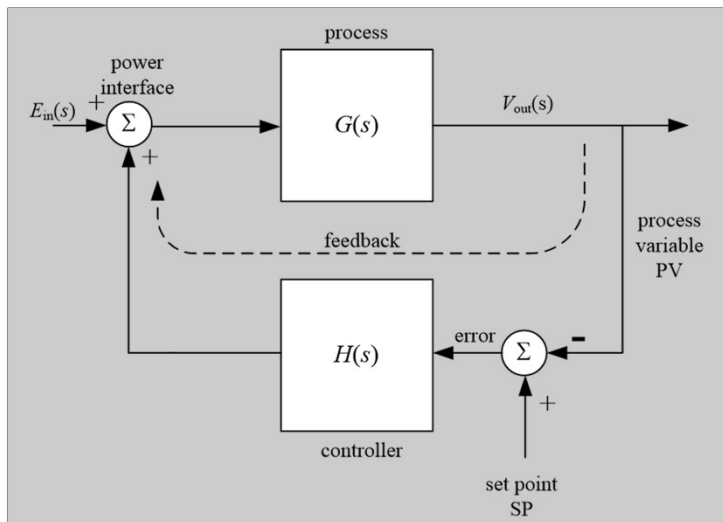 process
power
interface
+
E_in(s)
Σ
+
G(s)
V_out(s)
feedback
process
variable
PV
H(s)
error
Σ
-
+
controller
set point
SP